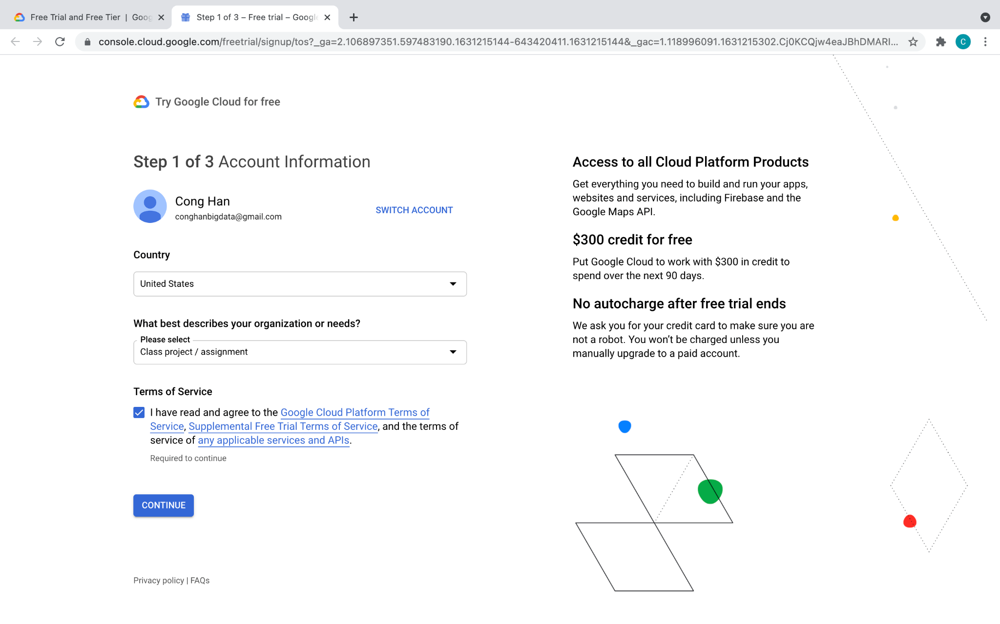 Free Trial and Free Tier | Goog
Step 1 of 3 – Free trial – Google
console.cloud.google.com/freetrial/signup/tos?_ga=2.106897351.597483190.1631215144-643420411.1631215144&_gac=1.118996091.1631215302.Cj0KCQjw4eaJBhDMARI...
C
Try Google Cloud for free
Step 1 of 3 Account Information
Cong Han
conghanbigdata@gmail.com
SWITCH ACCOUNT
Country
United States
What best describes your organization or needs?
Please select
Class project / assignment
Terms of Service
I have read and agree to the Google Cloud Platform Terms of
Service, Supplemental Free Trial Terms of Service, and the terms of
service of any applicable services and APIs.
Required to continue
CONTINUE
Privacy policy | FAQs
Access to all Cloud Platform Products
Get everything you need to build and run your apps,
websites and services, including Firebase and the
Google Maps API.
$300 credit for free
Put Google Cloud to work with $300 in credit to
spend over the next 90 days.
No autocharge after free trial ends
We ask you for your credit card to make sure you are
not a robot. You won’t be charged unless you
manually upgrade to a paid account.